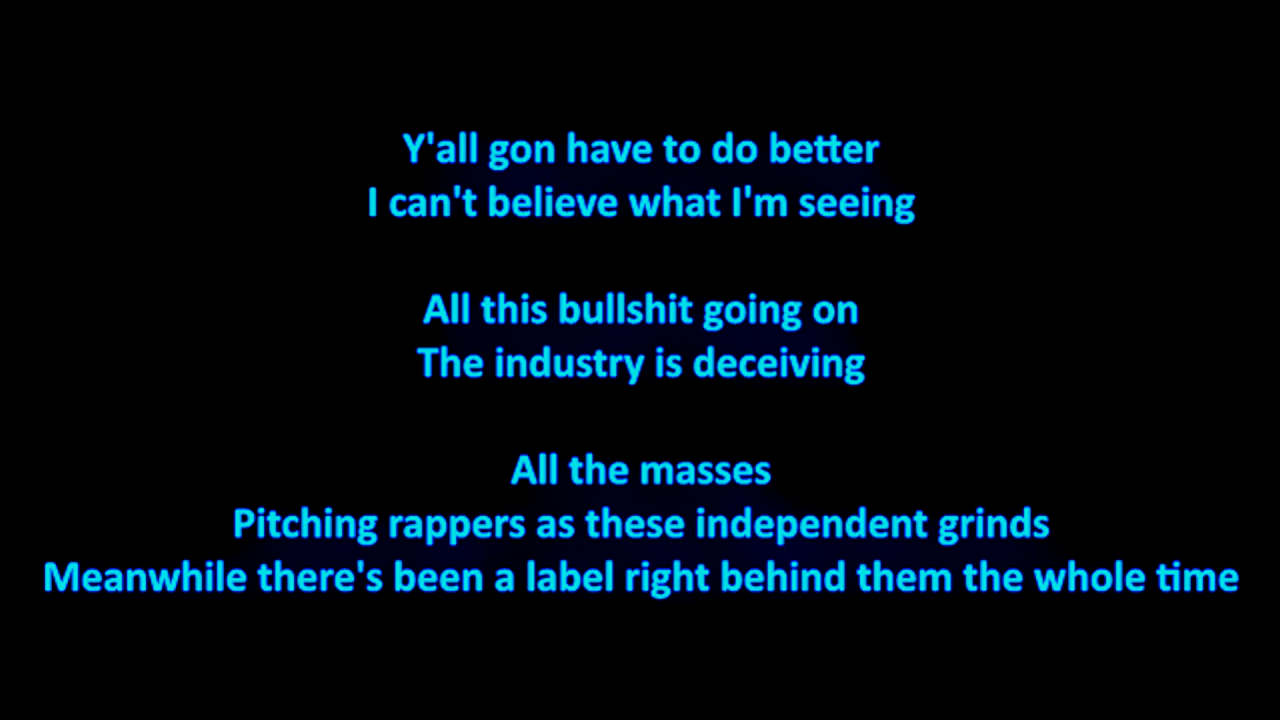 Y'all gon have to do better
I can't believe what I'm seeing
All this bullshit going on
The industry is deceiving
All the masses
Pitching rappers as these independent grinds
Meanwhile there's been a label right behind them the whole time